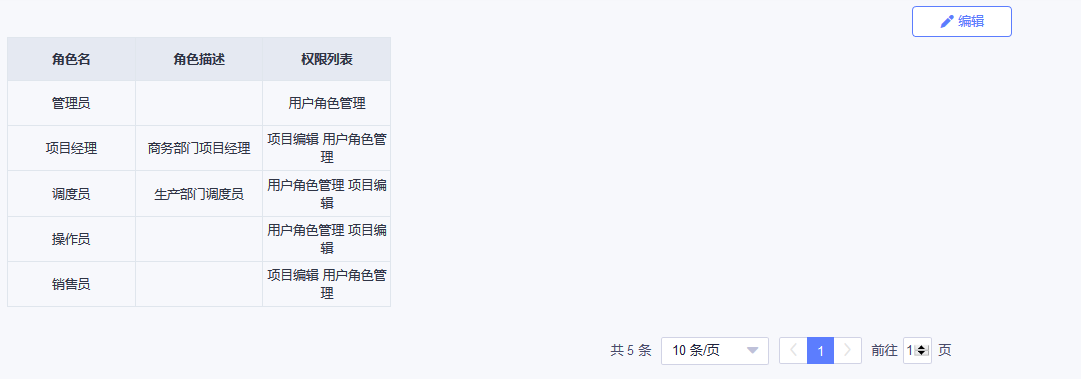 编辑
角色名 角色描述 权限列表
管理员 用户角色管理
项目经理 商务部门项目经理 项目编辑 用户角色管
理
调度员 生产部门调度员 用户角色管理 项目编
辑
操作员 用户角色管理 项目编
辑
销售员 项目编辑 用户角色管
理
共 5 条 10 条/页 1 前往 1 页